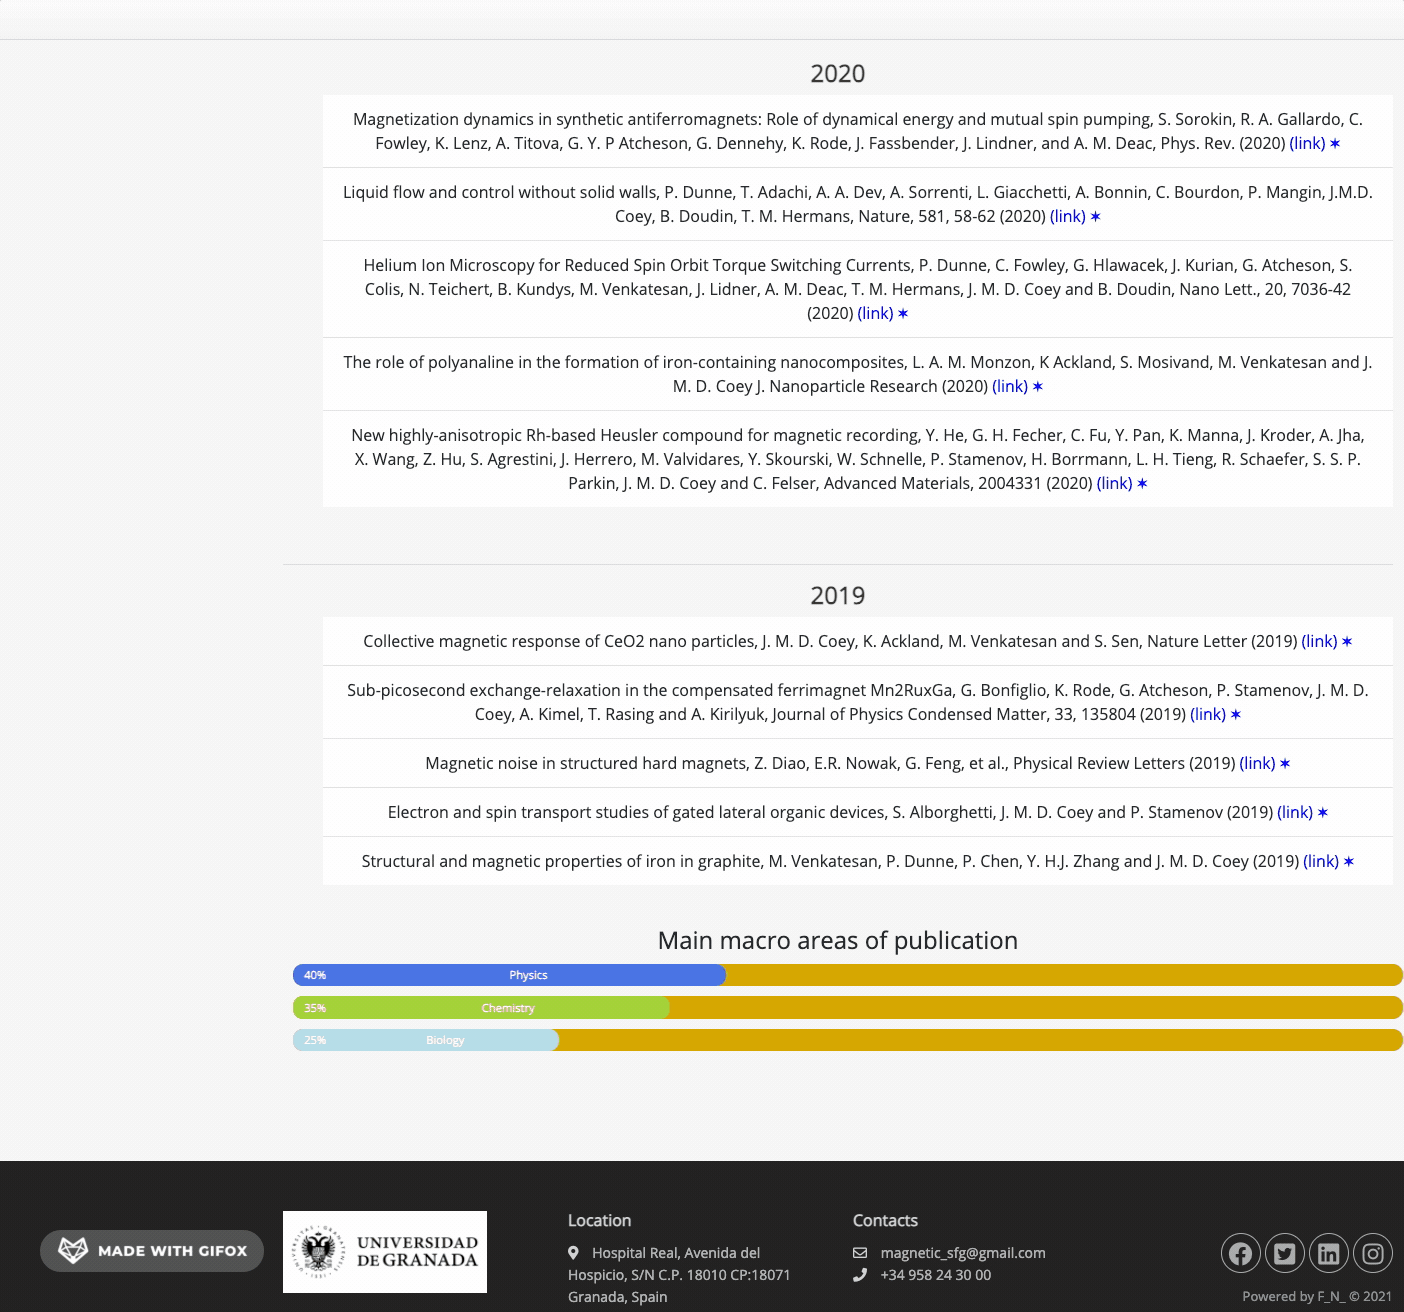 2020
Magnetization dynamics in synthetic antiferromagnets: Role of dynamical energy and mutual spin pumping, S. Sorokin, R. A. Gallardo, C.
Fowley, K. Lenz, A. Titova, G. Y. P Atcheson, G. Dennehy, K. Rode, J. Fassbender, J. Lindner, and A. M. Deac, Phys. Rev. (2020) (link) ✶
Liquid flow and control without solid walls, P. Dunne, T. Adachi, A. A. Dev, A. Sorrenti, L. Giacchetti, A. Bonnin, C. Bourdon, P. Mangin, J.M.D.
Coey, B. Doudin, T. M. Hermans, Nature, 581, 58-62 (2020) (link) ✶
Helium Ion Microscopy for Reduced Spin Orbit Torque Switching Currents, P. Dunne, C. Fowley, G. Hlawacek, J. Kurian, G. Atcheson, S.
Colis, N. Teichert, B. Kundys, M. Venkatesan, J. Lidner, A. M. Deac, T. M. Hermans, J. M. D. Coey and B. Doudin, Nano Lett., 20, 7036-42
(2020) (link) ✶
The role of polyanaline in the formation of iron-containing nanocomposites, L. A. M. Monzon, K Ackland, S. Mosivand, M. Venkatesan and J.
M. D. Coey J. Nanoparticle Research (2020) (link) ✶
New highly-anisotropic Rh-based Heusler compound for magnetic recording, Y. He, G. H. Fecher, C. Fu, Y. Pan, K. Manna, J. Kroder, A. Jha,
X. Wang, Z. Hu, S. Agrestini, J. Herrero, M. Valvidares, Y. Skourski, W. Schnelle, P. Stamenov, H. Borrmann, L. H. Tieng, R. Schaefer, S. S. P.
Parkin, J. M. D. Coey and C. Felser, Advanced Materials, 2004331 (2020) (link) ✶
2019
Collective magnetic response of CeO2 nano particles, J. M. D. Coey, K. Ackland, M. Venkatesan and S. Sen, Nature Letter (2019) (link) ✶
Sub-picosecond exchange-relaxation in the compensated ferrimagnet Mn2RuxGa, G. Bonfiglio, K. Rode, G. Atcheson, P. Stamenov, J. M. D.
Coey, A. Kimel, T. Rasing and A. Kirilyuk, Journal of Physics Condensed Matter, 33, 135804 (2019) (link) ✶
Magnetic noise in structured hard magnets, Z. Diao, E.R. Nowak, G. Feng, et al., Physical Review Letters (2019) (link) ✶
Electron and spin transport studies of gated lateral organic devices, S. Alborghetti, J. M. D. Coey and P. Stamenov (2019) (link) ✶
Structural and magnetic properties of iron in graphite, M. Venkatesan, P. Dunne, P. Chen, Y. H.J. Zhang and J. M. D. Coey (2019) (link) ✶
Main macro areas of publication
40% Physics
35% Chemistry
25% Biology
MADE WITH GIFOX
UNIVERSIDAD
DE GRANADA
Location
Hospital Real, Avenida del
Hospicio, S/N C.P. 18010 CP:18071
Granada, Spain
Contacts
magnetic_sfg@gmail.com
+34 958 24 30 00
Powered by F_N_ © 2021